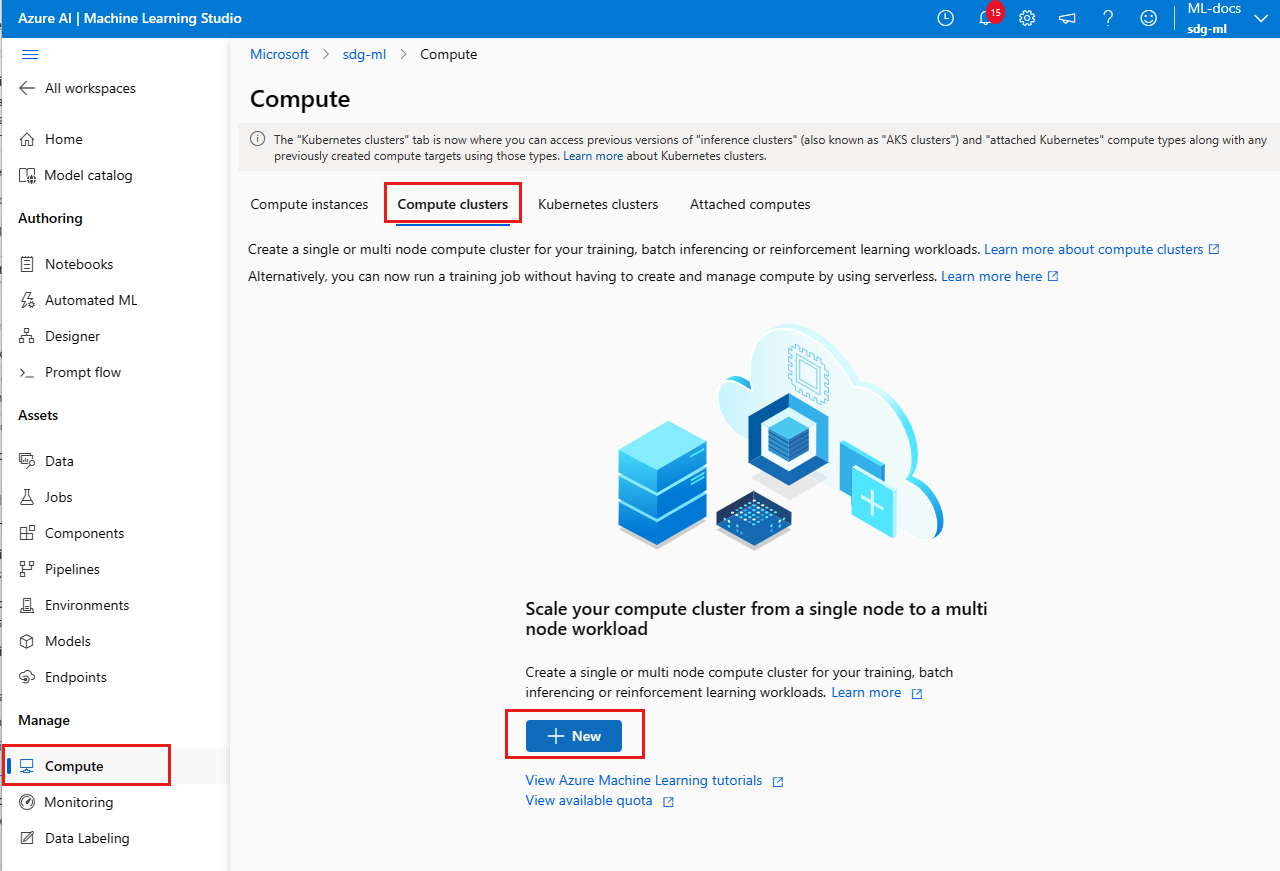 Azure AI | Machine Learning Studio
15
ML-docs
sdg-ml
All workspaces
Home
Model catalog
Authoring
Notebooks
Automated ML
Designer
Prompt flow
Assets
Data
Jobs
Components
Pipelines
Environments
Models
Endpoints
Manage
Compute
Monitoring
Data Labeling
Microsoft > sdg-ml > Compute
Compute
The "Kubernetes clusters" tab is now where you can access previous versions of "inference clusters" (also known as "AKS clusters") and "attached Kubernetes" compute types along with any
previously created compute targets using those types. Learn more about Kubernetes clusters.
Compute instances
Compute clusters
Kubernetes clusters
Attached computes
Create a single or multi node compute cluster for your training, batch inferencing or reinforcement learning workloads. Learn more about compute clusters
Alternatively, you can now run a training job without having to create and manage compute by using serverless. Learn more here
Scale your compute cluster from a single node to a multi
node workload
Create a single or multi node compute cluster for your training, batch
inferencing or reinforcement learning workloads. Learn more
New
View Azure Machine Learning tutorials
View available quota